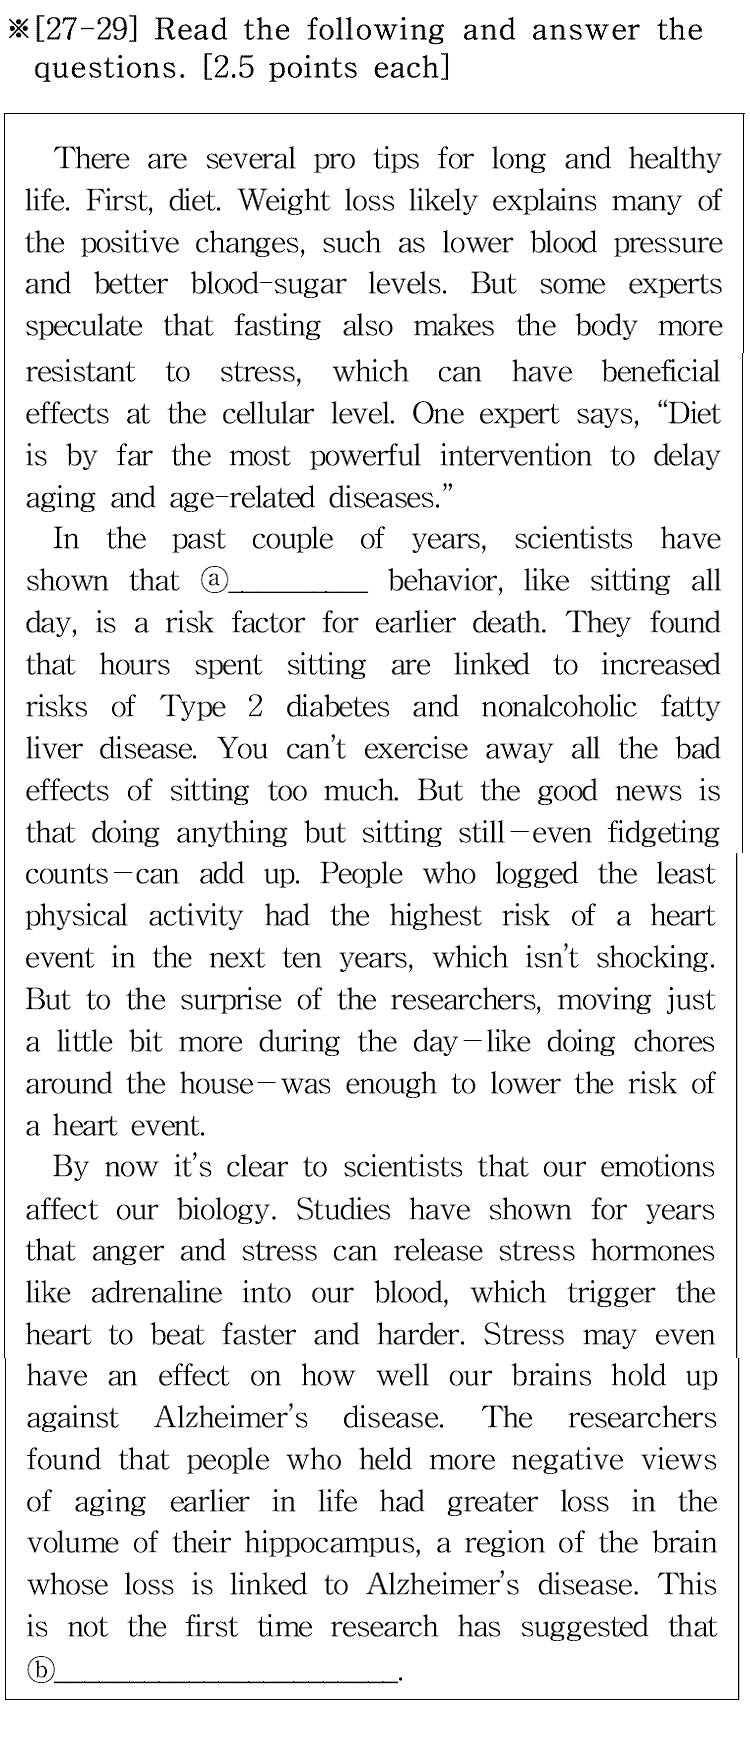 ※[27-29] Read the following and answer the
questions. [2.5 points each]
There are several pro tips for long and healthy
life. First, diet. Weight loss likely explains many of
the positive changes, such as lower blood pressure
and better blood-sugar levels. But some experts
speculate that fasting also makes the body more
resistant to stress, which can have beneficial
effects at the cellular level. One expert says, “Diet
is by far the most powerful intervention to delay
aging and age-related diseases.”
In the past couple of years, scientists have
shown that ⓐ__________ behavior, like sitting all
day, is a risk factor for earlier death. They found
that hours spent sitting are linked to increased
risks of Type 2 diabetes and nonalcoholic fatty
liver disease. You can’t exercise away all the bad
effects of sitting too much. But the good news is
that doing anything but sitting still—even fidgeting
counts—can add up. People who logged the least
physical activity had the highest risk of a heart
event in the next ten years, which isn’t shocking.
But to the surprise of the researchers, moving just
a little bit more during the day—like doing chores
around the house—was enough to lower the risk of
a heart event.
By now it’s clear to scientists that our emotions
affect our biology. Studies have shown for years
that anger and stress can release stress hormones
like adrenaline into our blood, which trigger the
heart to beat faster and harder. Stress may even
have an effect on how well our brains hold up
against Alzheimer’s disease. The researchers
found that people who held more negative views
of aging earlier in life had greater loss in the
volume of their hippocampus, a region of the brain
whose loss is linked to Alzheimer’s disease. This
is not the first time research has suggested that
ⓑ________________________.